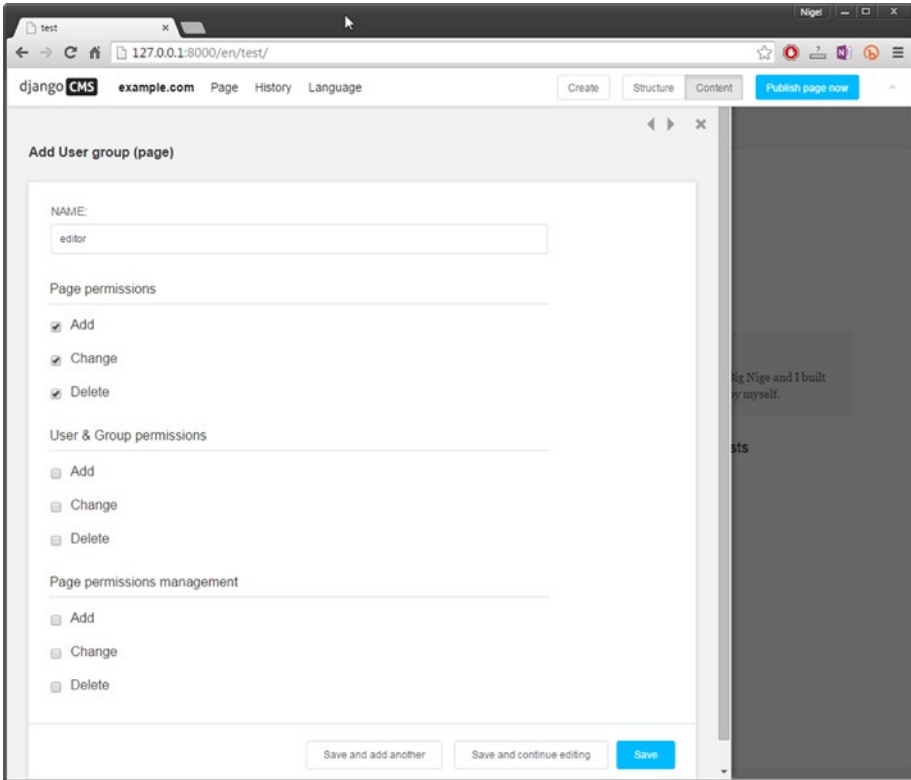 Nigel
test
127.0.0.1:8000/en/test/
django CMS example.com Page History Language Create Structure Content Publish page now
Add User group (page)
NAME:
editor
Page permissions
Add
Change
Delete
Big Nige and I built
by myself.
User & Group permissions
sts
Add
Change
Delete
Page permissions management
Add
Change
Delete
Save and add another Save and continue editing Save